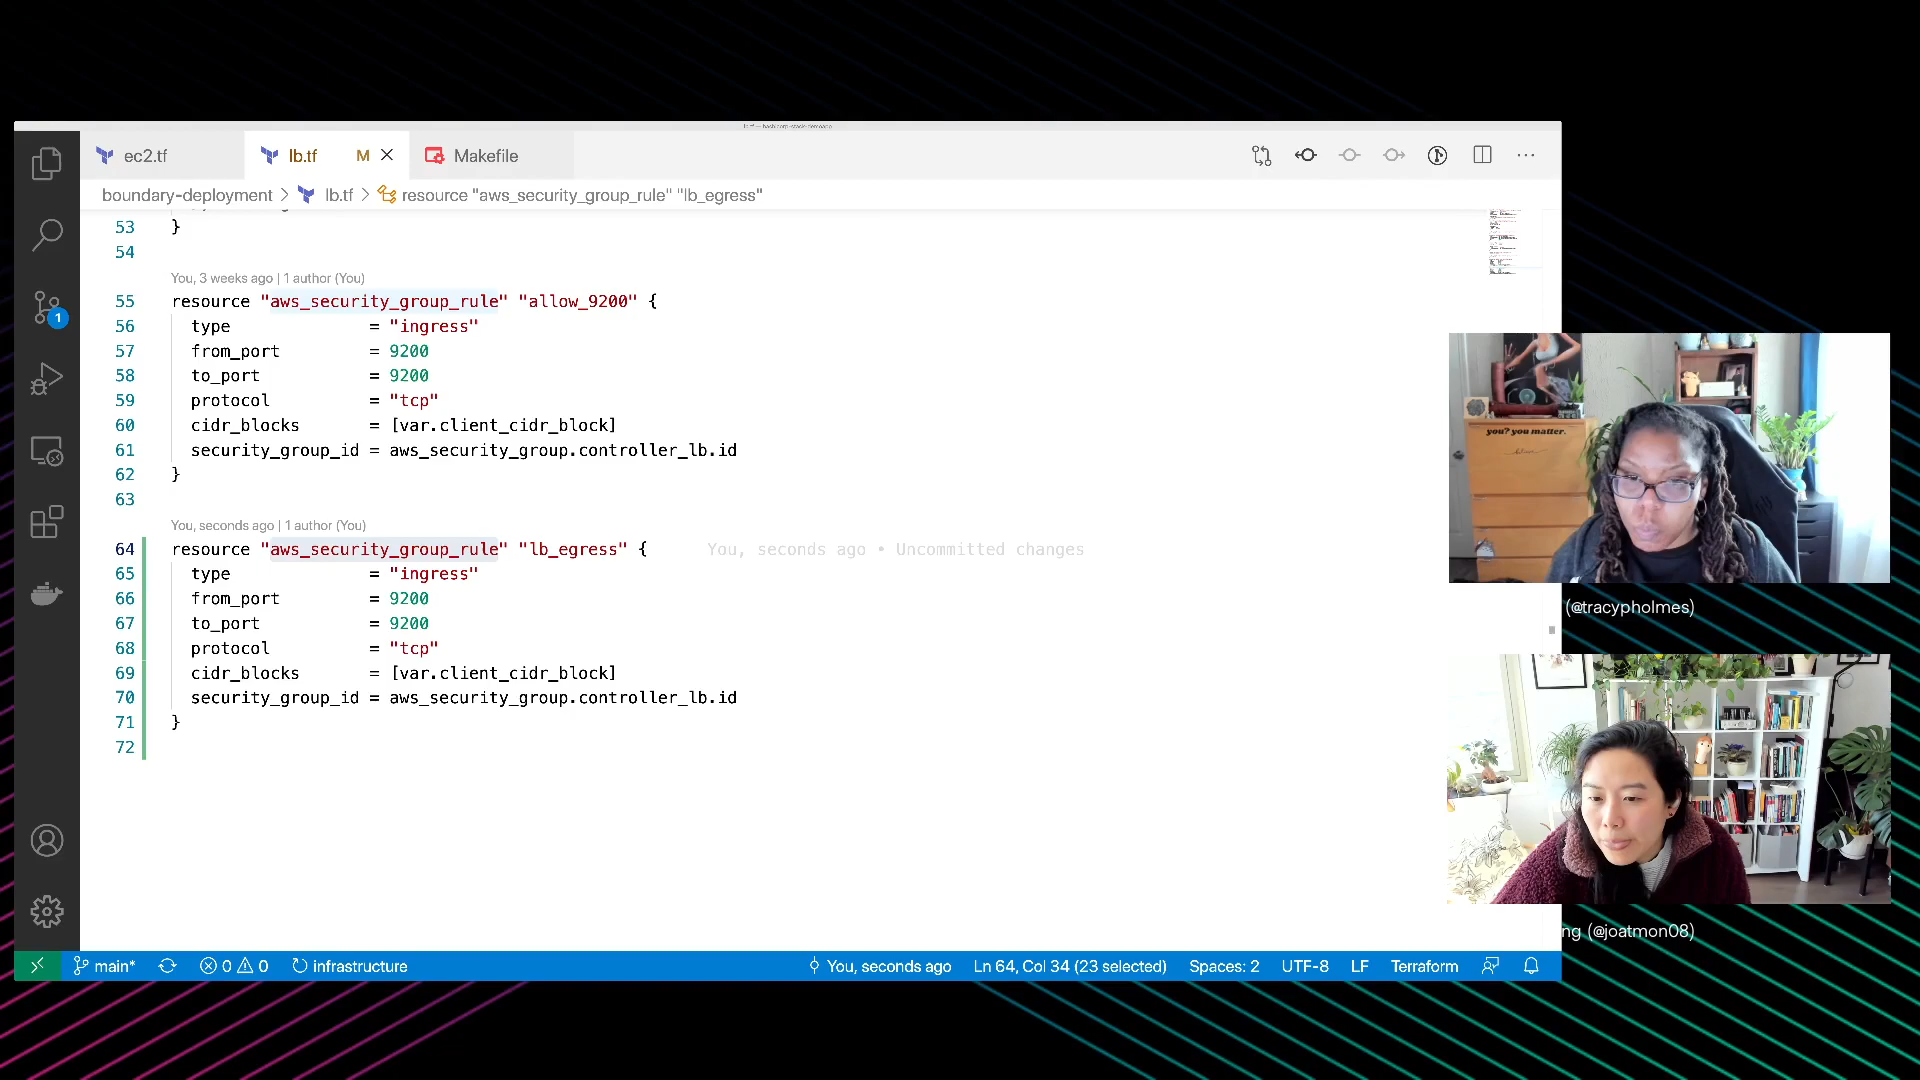 ec2.tf
lb.tf
M
Makefile
boundary-deployment
lb.tf
resource "aws_security_group_rule" "lb_egress"
53 }
54
You, 3 weeks ago | 1 author (You)
55 resource "aws_security_group_rule" "allow_9200" {
56 type = "ingress"
57 from_port = 9200
58 to_port = 9200
59 protocol = "tcp"
60 cidr_blocks = [var.client_cidr_block]
61 security_group_id = aws_security_group.controller_lb.id
62 }
63
You, seconds ago | 1 author (You)
64 resource "aws_security_group_rule" "lb_egress" { You, seconds ago • Uncommitted changes
65 type = "ingress"
66 from_port = 9200
67 to_port = 9200
68 protocol = "tcp"
69 cidr_blocks = [var.client_cidr_block]
70 security_group_id = aws_security_group.controller_lb.id
71 }
72
1
main*
0 0
infrastructure
You, seconds ago
Ln 64, Col 34 (23 selected)
Spaces: 2
UTF-8
LF
Terraform
you? you matter.
(@tracypholmes)
ng (@joatmon08)